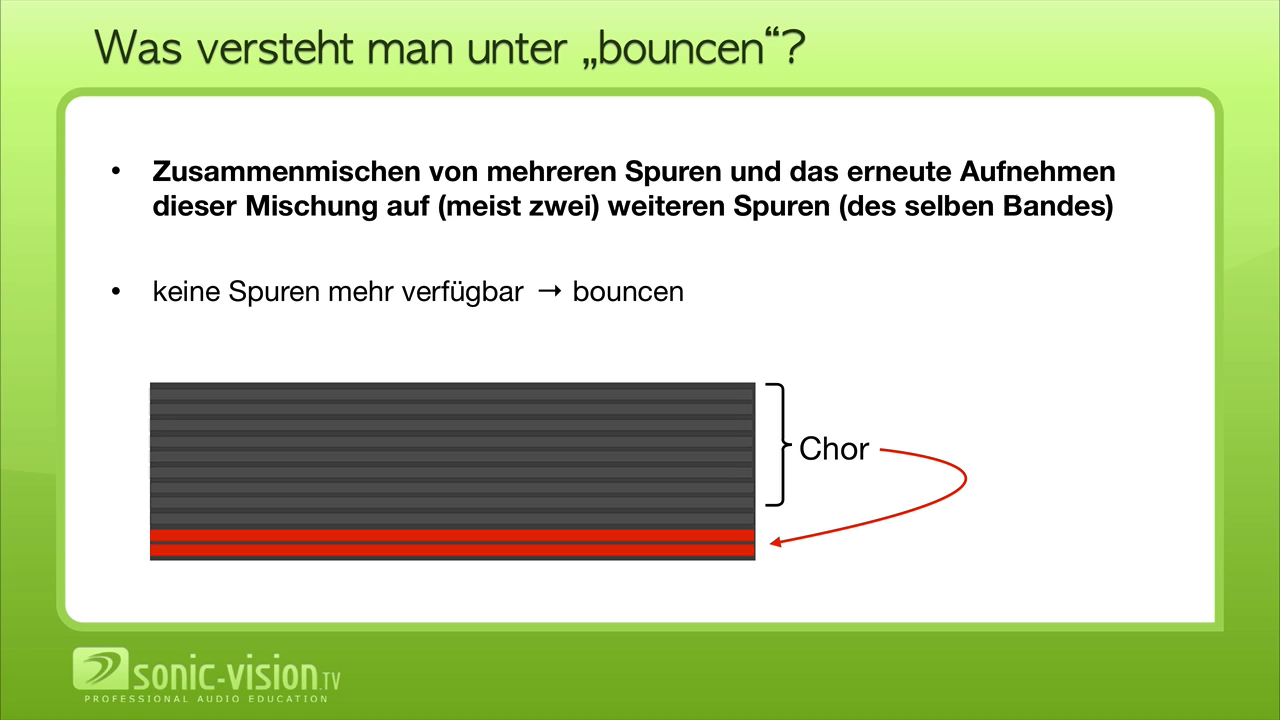 Was versteht man unter „bouncen“?
• Zusammenmischen von mehreren Spuren und das erneute Aufnehmen
dieser Mischung auf (meist zwei) weiteren Spuren (des selben Bandes)
• keine Spuren mehr verfügbar → bouncen
Chor
sonic-vision.TV
PROFESSIONAL AUDIO EDUCATION